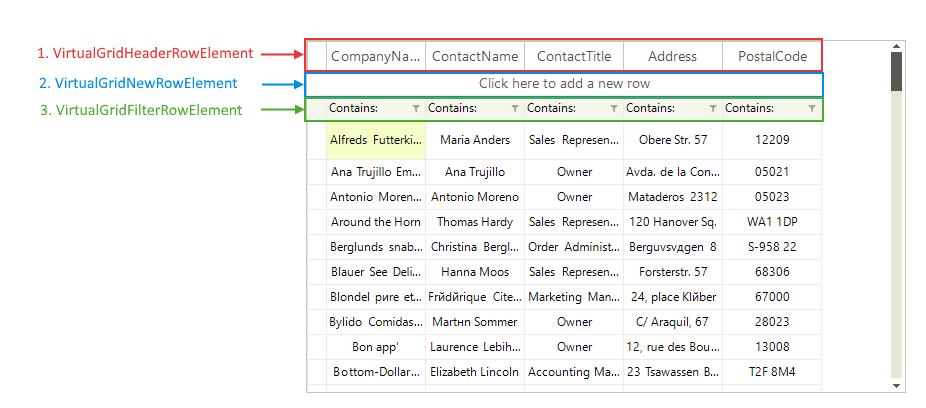 1. VirtualGridHeaderRowElement
CompanyNa... ContactName ContactTitle Address PostalCode
2. VirtualGridNewRowElement
Click here to add a new row
3. VirtualGridFilterRowElement
Contains: Contains: Contains: Contains: Contains:
Alfreds Futterki... Maria Anders Sales Represen... Obere Str. 57 12209
Ana Trujillo Em... Ana Trujillo Owner Avda. de la Con... 05021
Antonio Moren... Antonio Moreno Owner Mataderos 2312 05023
Around the Horn Thomas Hardy Sales Represen... 120 Hanover Sq. WA1 1DP
Berglunds snab... Christina Bergl... Order Administ... Berguvsvдgen 8 S-958 22
Blauer See Deli... Hanna Moos Sales Represen... Forsterstr. 57 68306
Blondel pиre et... Frйdйrique Cite... Marketing Man... 24, place Klйber 67000
Bylido Comidas... Martнn Sommer Owner C/ Araquil, 67 28023
Bon app' Laurence Lebih... Owner 12, rue des Bou... 13008
Bottom-Dollar... Elizabeth Lincoln Accounting Ma... 23 Tsawassen B... T2F 8M4